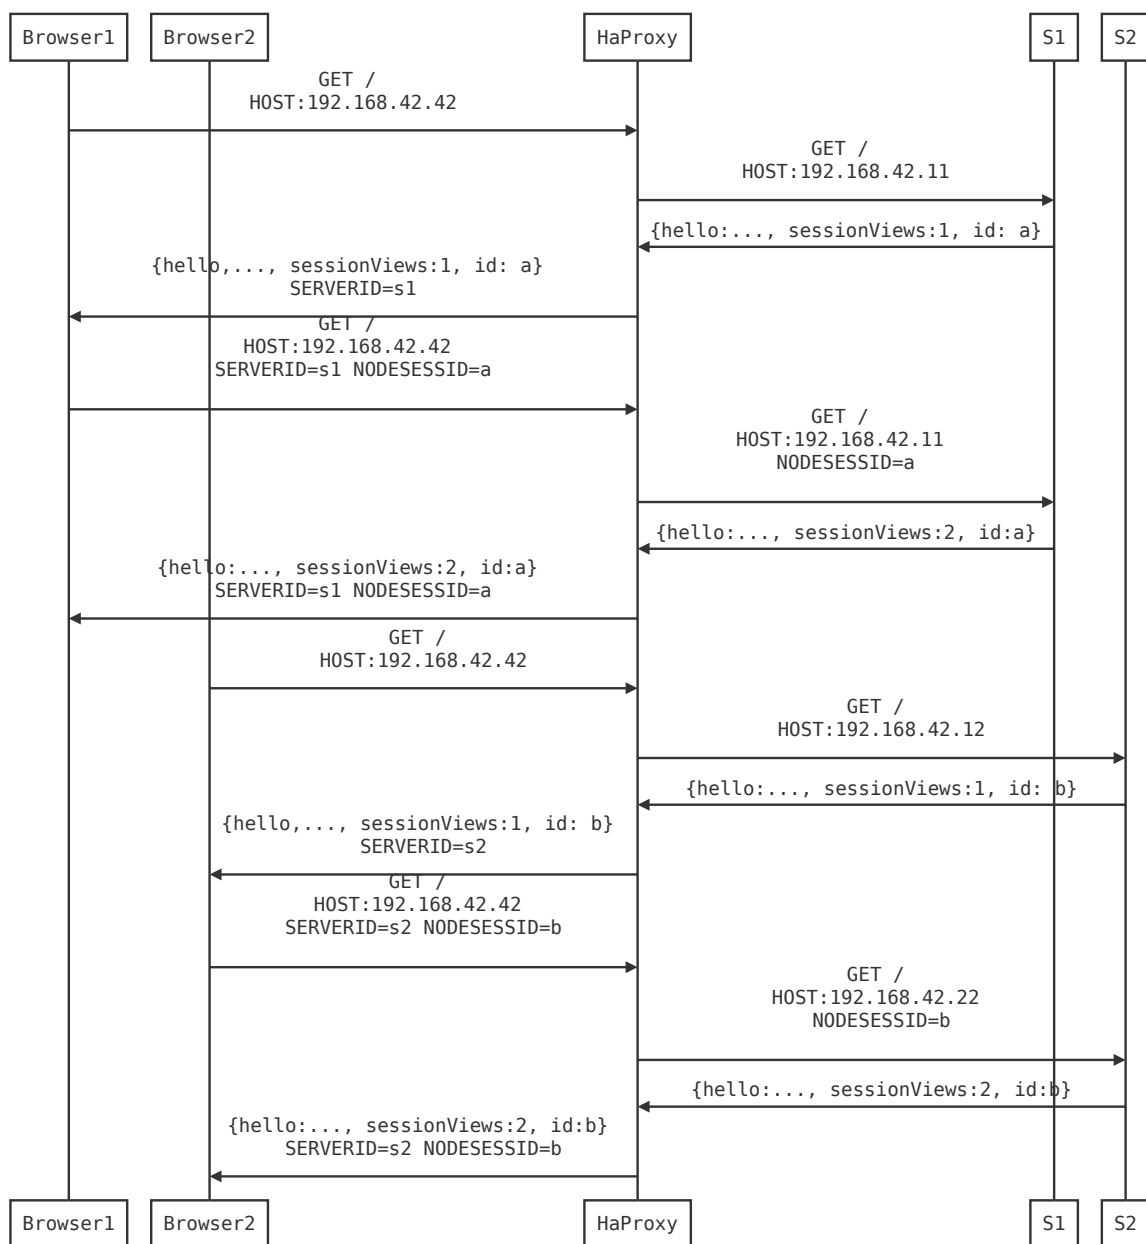 Browser1
Browser2
HaProxy
S1
S2
GET /
HOST:192.168.42.42
GET /
HOST:192.168.42.11
{hello:..., sessionViews:1, id: a}
{hello,..., sessionViews:1, id: a}
SERVERID=s1
GET /
HOST:192.168.42.42
SERVERID=s1 NODESESSID=a
GET /
HOST:192.168.42.11
NODESESSID=a
{hello:..., sessionViews:2, id:a}
{hello:..., sessionViews:2, id:a}
SERVERID=s1 NODESESSID=a
GET /
HOST:192.168.42.42
GET /
HOST:192.168.42.12
{hello:..., sessionViews:1, id: b}
{hello,..., sessionViews:1, id: b}
SERVERID=s2
GET /
HOST:192.168.42.42
SERVERID=s2 NODESESSID=b
GET /
HOST:192.168.42.22
NODESESSID=b
{hello:..., sessionViews:2, id:b}
{hello:..., sessionViews:2, id:b}
SERVERID=s2 NODESESSID=b
Browser1
Browser2
HaProxy
S1
S2